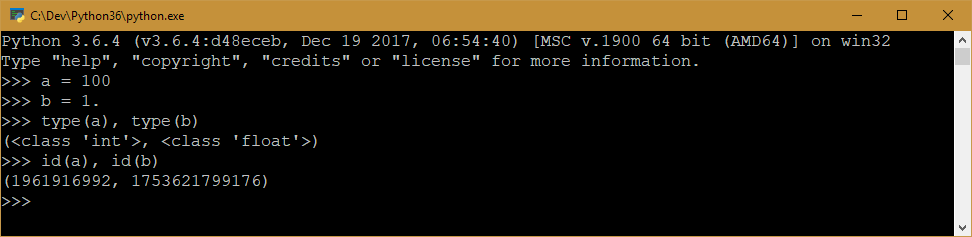 C:\Dev\Python36\python.exe
Python 3.6.4 (v3.6.4:d48eceb, Dec 19 2017, 06:54:40) [MSC v.1900 64 bit (AMD64)] on win32
Type "help", "copyright", "credits" or "license" for more information.
>>> a = 100
>>> b = 1.
>>> type(a), type(b)
(<class 'int'>, <class 'float'>)
>>> id(a), id(b)
(1961916992, 1753621799176)
>>>